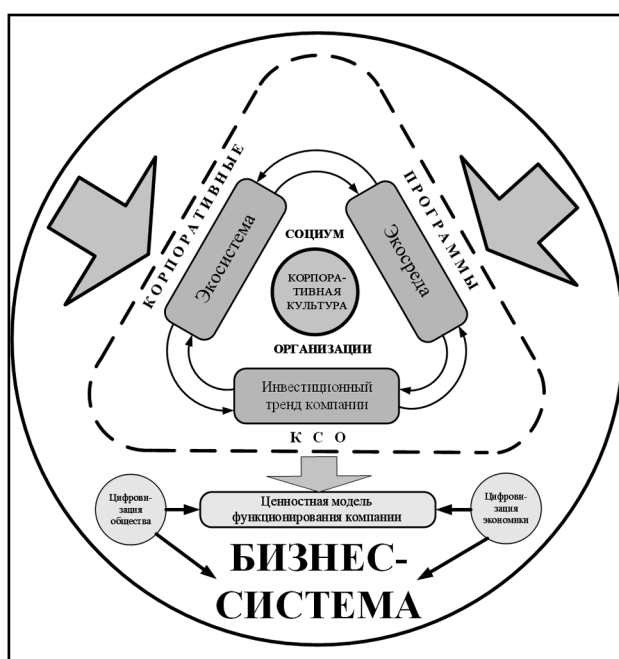 КОРПОРАТИВНЫЕ
ПРОГРАММЫ
Экосистема
СОЦИУМ
Экосреда
КОРПОРА-
ТИВНАЯ
КУЛЬТУРА
ОРГАНИЗАЦИИ
Инвестиционный
тренд компании
К С О
Цифрови-
зация
общества
Ценностная модель
функционирования компании
Цифрови-
зация
экономики
БИЗНЕС-
СИСТЕМА